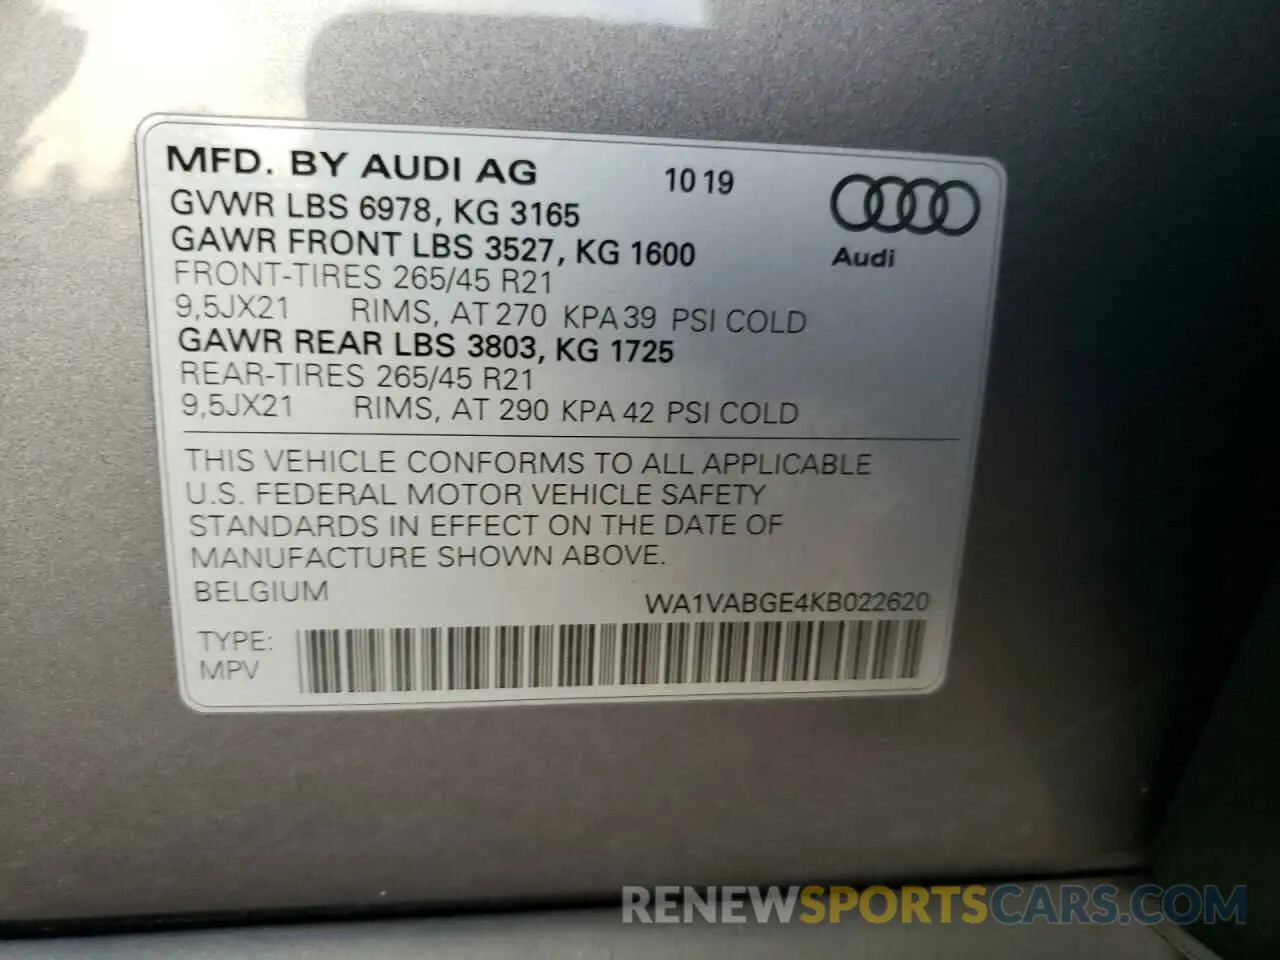 MFD. BY AUDI AG 10 19
GVWR LBS 6978, KG 3165
GAWR FRONT LBS 3527, KG 1600
Audi
FRONT-TIRES 265/45 R21
9,5JX21 RIMS, AT 270 KPA 39 PSI COLD
GAWR REAR LBS 3803, KG 1725
REAR-TIRES 265/45 R21
9,5JX21 RIMS, AT 290 KPA 42 PSI COLD
THIS VEHICLE CONFORMS TO ALL APPLICABLE
U.S. FEDERAL MOTOR VEHICLE SAFETY
STANDARDS IN EFFECT ON THE DATE OF
MANUFACTURE SHOWN ABOVE.
BELGIUM
WA1VABGE4KB022620
TYPE:
MPV
RENEWSPORTSCARS.COM